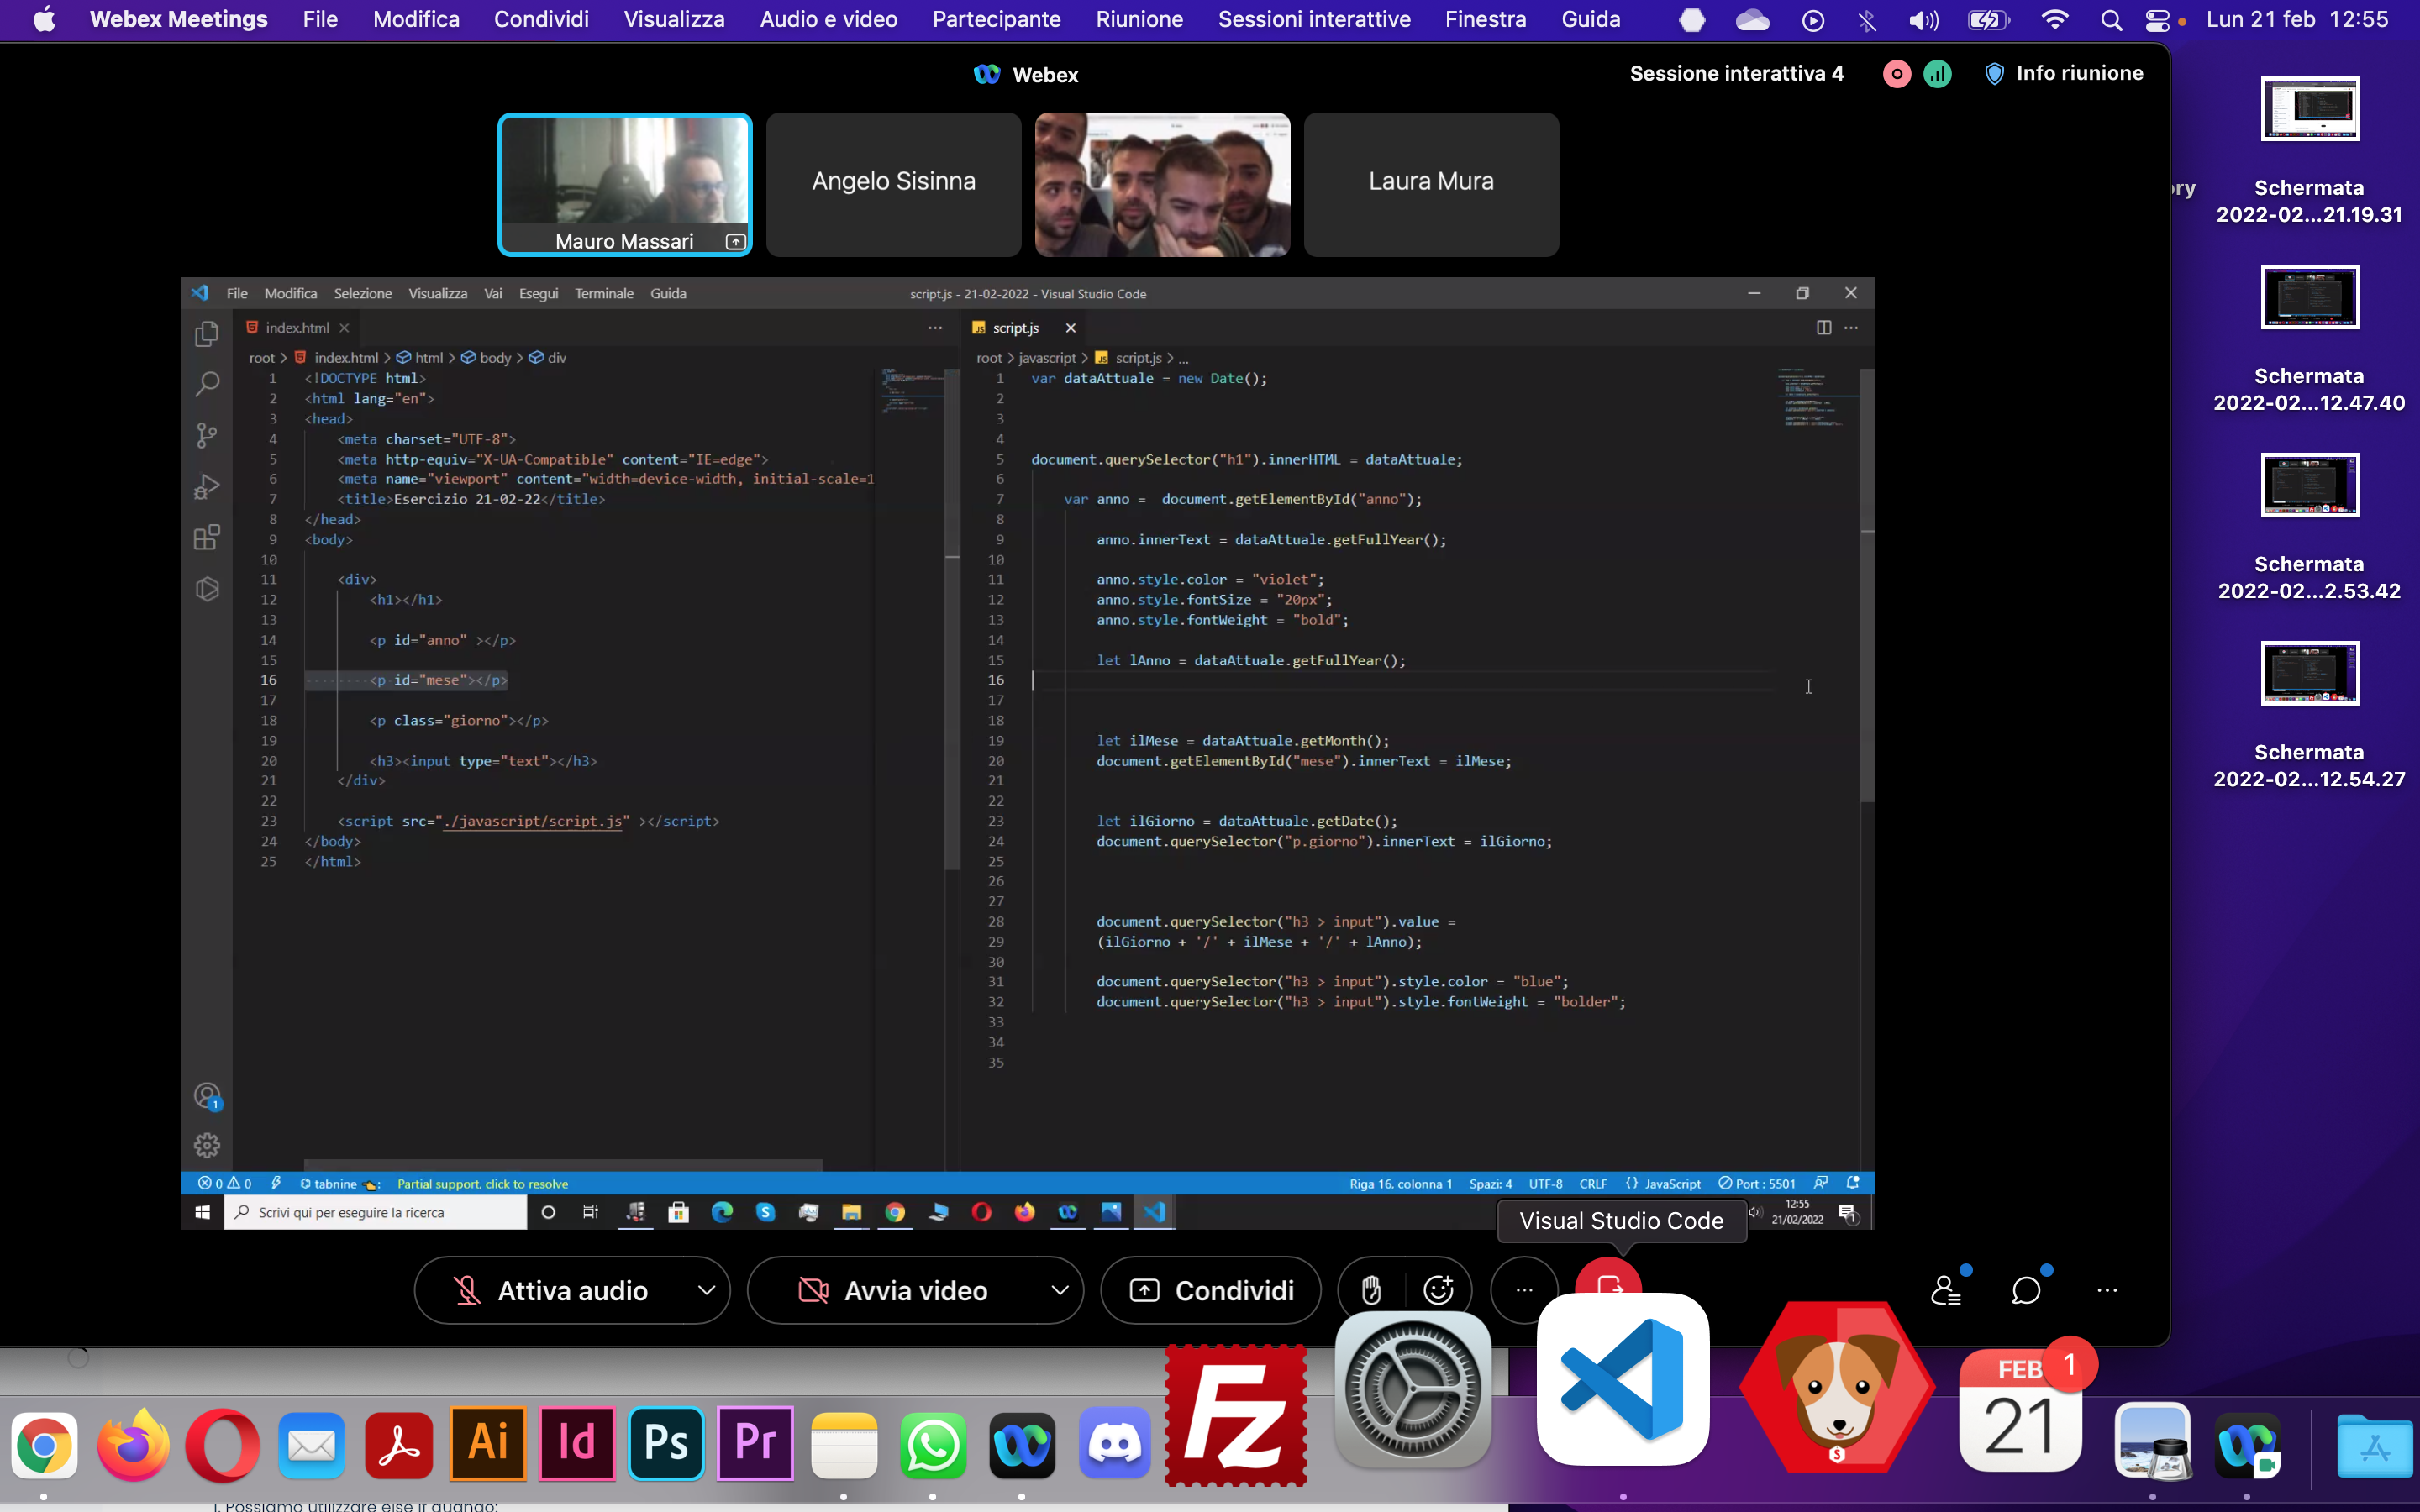 Webex Meetings File Modifica Condividi Visualizza Audio e video Partecipante Riunione Sessioni interattive Finestra Guida Lun 21 feb 12:55
Webex
Sessione interattiva 4 Info riunione
Mauro Massari
Angelo Sisinna
Laura Mura
ory
Schermata
2022-02...21.19.31
Schermata
2022-02...12.47.40
Schermata
2022-02...2.53.42
Schermata
2022-02...12.54.27
File Modifica Selezione Visualizza Vai Esegui Terminale Guida
script.js - 21-02-2022 - Visual Studio Code
index.html
root > index.html > html > body > div
1 <!DOCTYPE html>
2 <html lang="en">
3 <head>
4 <meta charset="UTF-8">
5 <meta http-equiv="X-UA-Compatible" content="IE=edge">
6 <meta name="viewport" content="width=device-width, initial-scale=1
7 <title>Esercizio 21-02-22</title>
8 </head>
9 <body>
10
11 <div>
12 <h1></h1>
13
14 <p id="anno" ></p>
15
16 <p id="mese"></p>
17
18 <p class="giorno"></p>
19
20 <h3><input type="text"></h3>
21 </div>
22
23 <script src="./javascript/script.js" ></script>
24 </body>
25 </html>
JS script.js
root > javascript > JS script.js > ...
1 var dataAttuale = new Date();
2
3
4
5 document.querySelector("h1").innerHTML = dataAttuale;
6
7 var anno = document.getElementById("anno");
8
9 anno.innerText = dataAttuale.getFullYear();
10
11 anno.style.color = "violet";
12 anno.style.fontSize = "20px";
13 anno.style.fontWeight = "bold";
14
15 let lAnno = dataAttuale.getFullYear();
16
17
18
19 let ilMese = dataAttuale.getMonth();
20 document.getElementById("mese").innerText = ilMese;
21
22
23 let ilGiorno = dataAttuale.getDate();
24 document.querySelector("p.giorno").innerText = ilGiorno;
25
26
27
28 document.querySelector("h3 > input").value =
29 (ilGiorno + '/' + ilMese + '/' + lAnno);
30
31 document.querySelector("h3 > input").style.color = "blue";
32 document.querySelector("h3 > input").style.fontWeight = "bolder";
33
34
35
1
0 0 tabnine : Partial support, click to resolve
Riga 16, colonna 1 Spazi: 4 UTF-8 CRLF {} JavaScript Port : 5501
Scrivi qui per eseguire la ricerca
12:55
21/02/2022
1
Visual Studio Code
Attiva audio Avvia video Condividi
Ai Id Ps Pr Fz
FEB 1
21
1. Possiamo utilizzare else if quando: